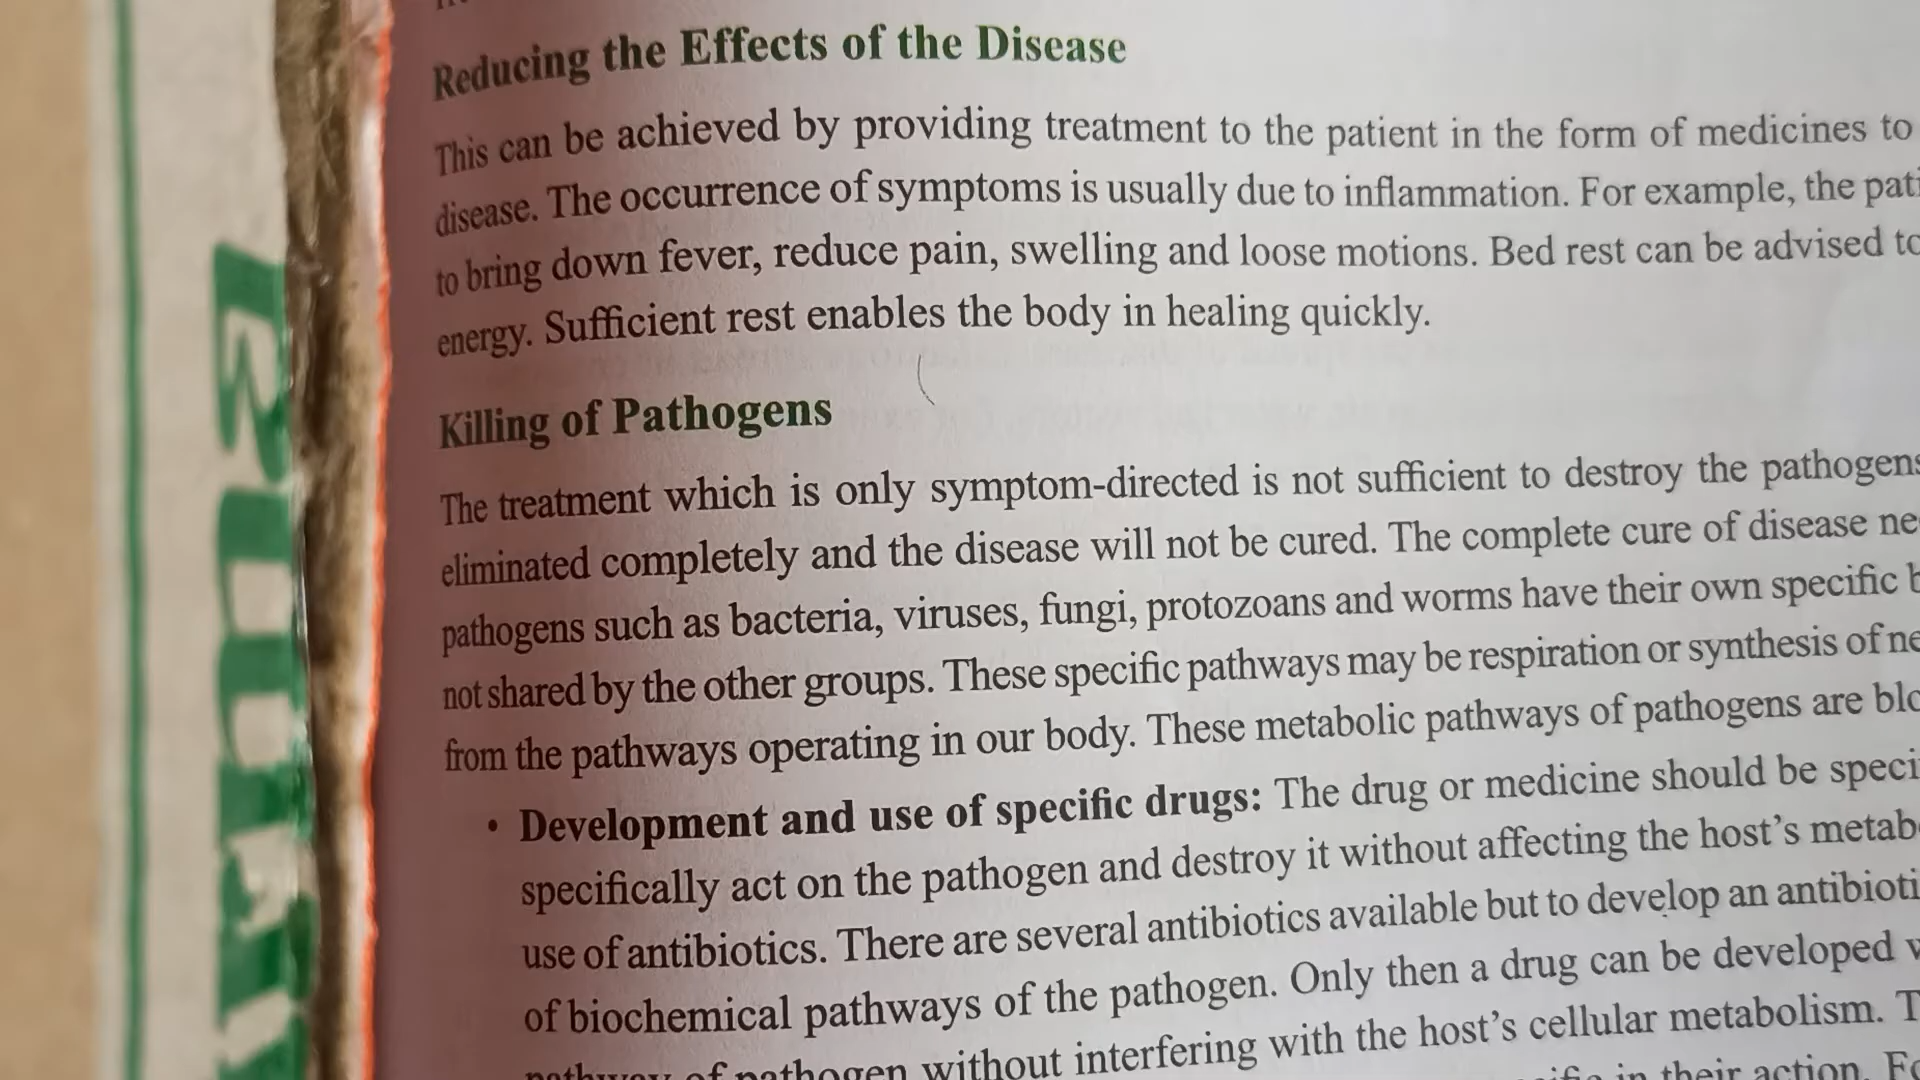 Reducing the Effects of the Disease
This can be achieved by providing treatment to the patient in the form of medicines to
disease. The occurrence of symptoms is usually due to inflammation. For example, the
to bring down fever, reduce pain, swelling and loose motions. Bed rest can be advised
energy. Sufficient rest enables the body in healing quickly.
Killing of Pathogens
The treatment which is only symptom-directed is not sufficient to destroy the pathogens
eliminated completely and the disease will not be cured. The complete cure of disease
pathogens such as bacteria, viruses, fungi, protozoans and worms have their own specific
not shared by the other groups. These specific pathways may be respiration or synthesis of
from the pathways operating in our body. These metabolic pathways of pathogens are
• Development and use of specific drugs: The drug or medicine should be
specifically act on the pathogen and destroy it without affecting the host's
use of antibiotics. There are several antibiotics available but to develop an
of biochemical pathways of the pathogen. Only then a drug can be developed
pathway of pathogen without interfering with the host's cellular metabolism.
in their action.